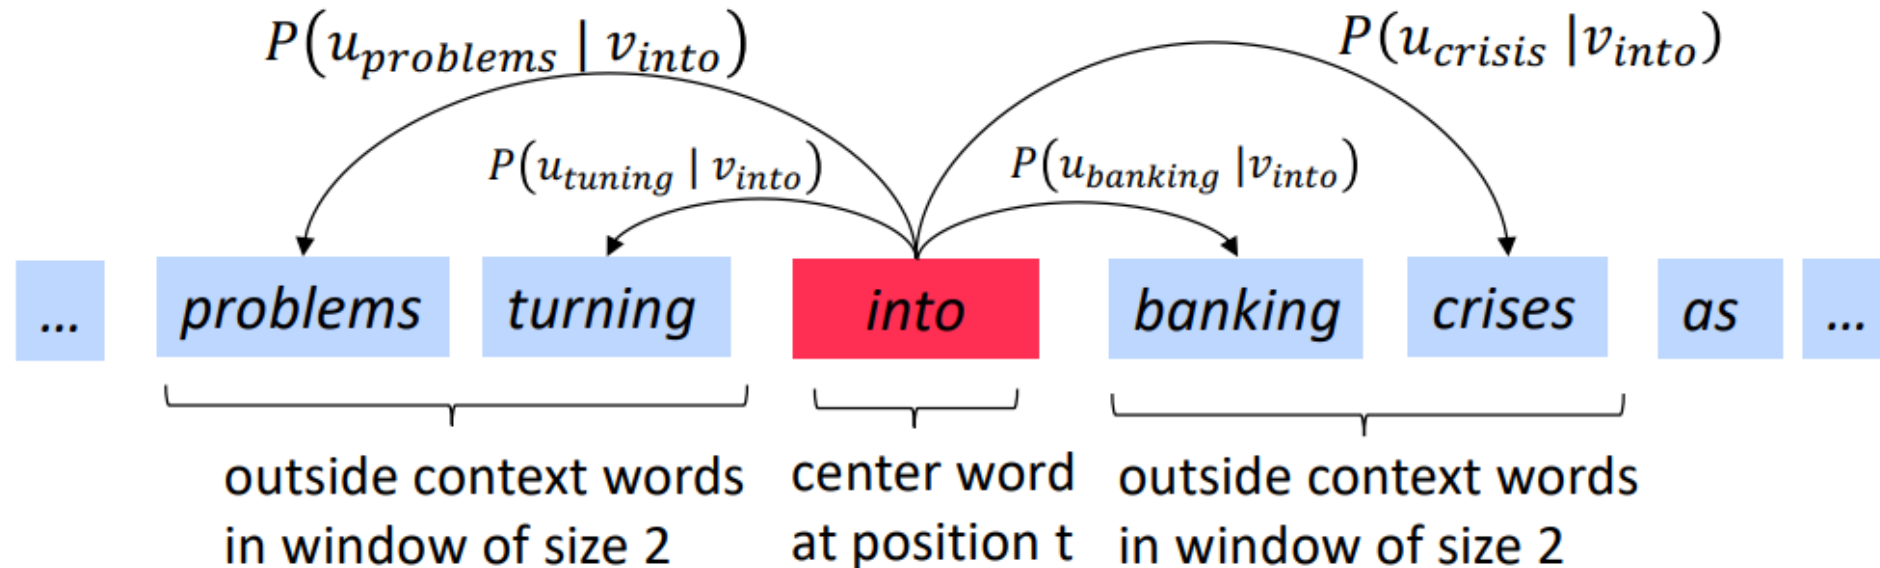 P(u_problems | v_into) P(u_crisis |v_into)
P(u_tuning | v_into) P(u_banking |v_into)
... problems turning into banking crises as ...
outside context words center word outside context words
in window of size 2 at position t in window of size 2